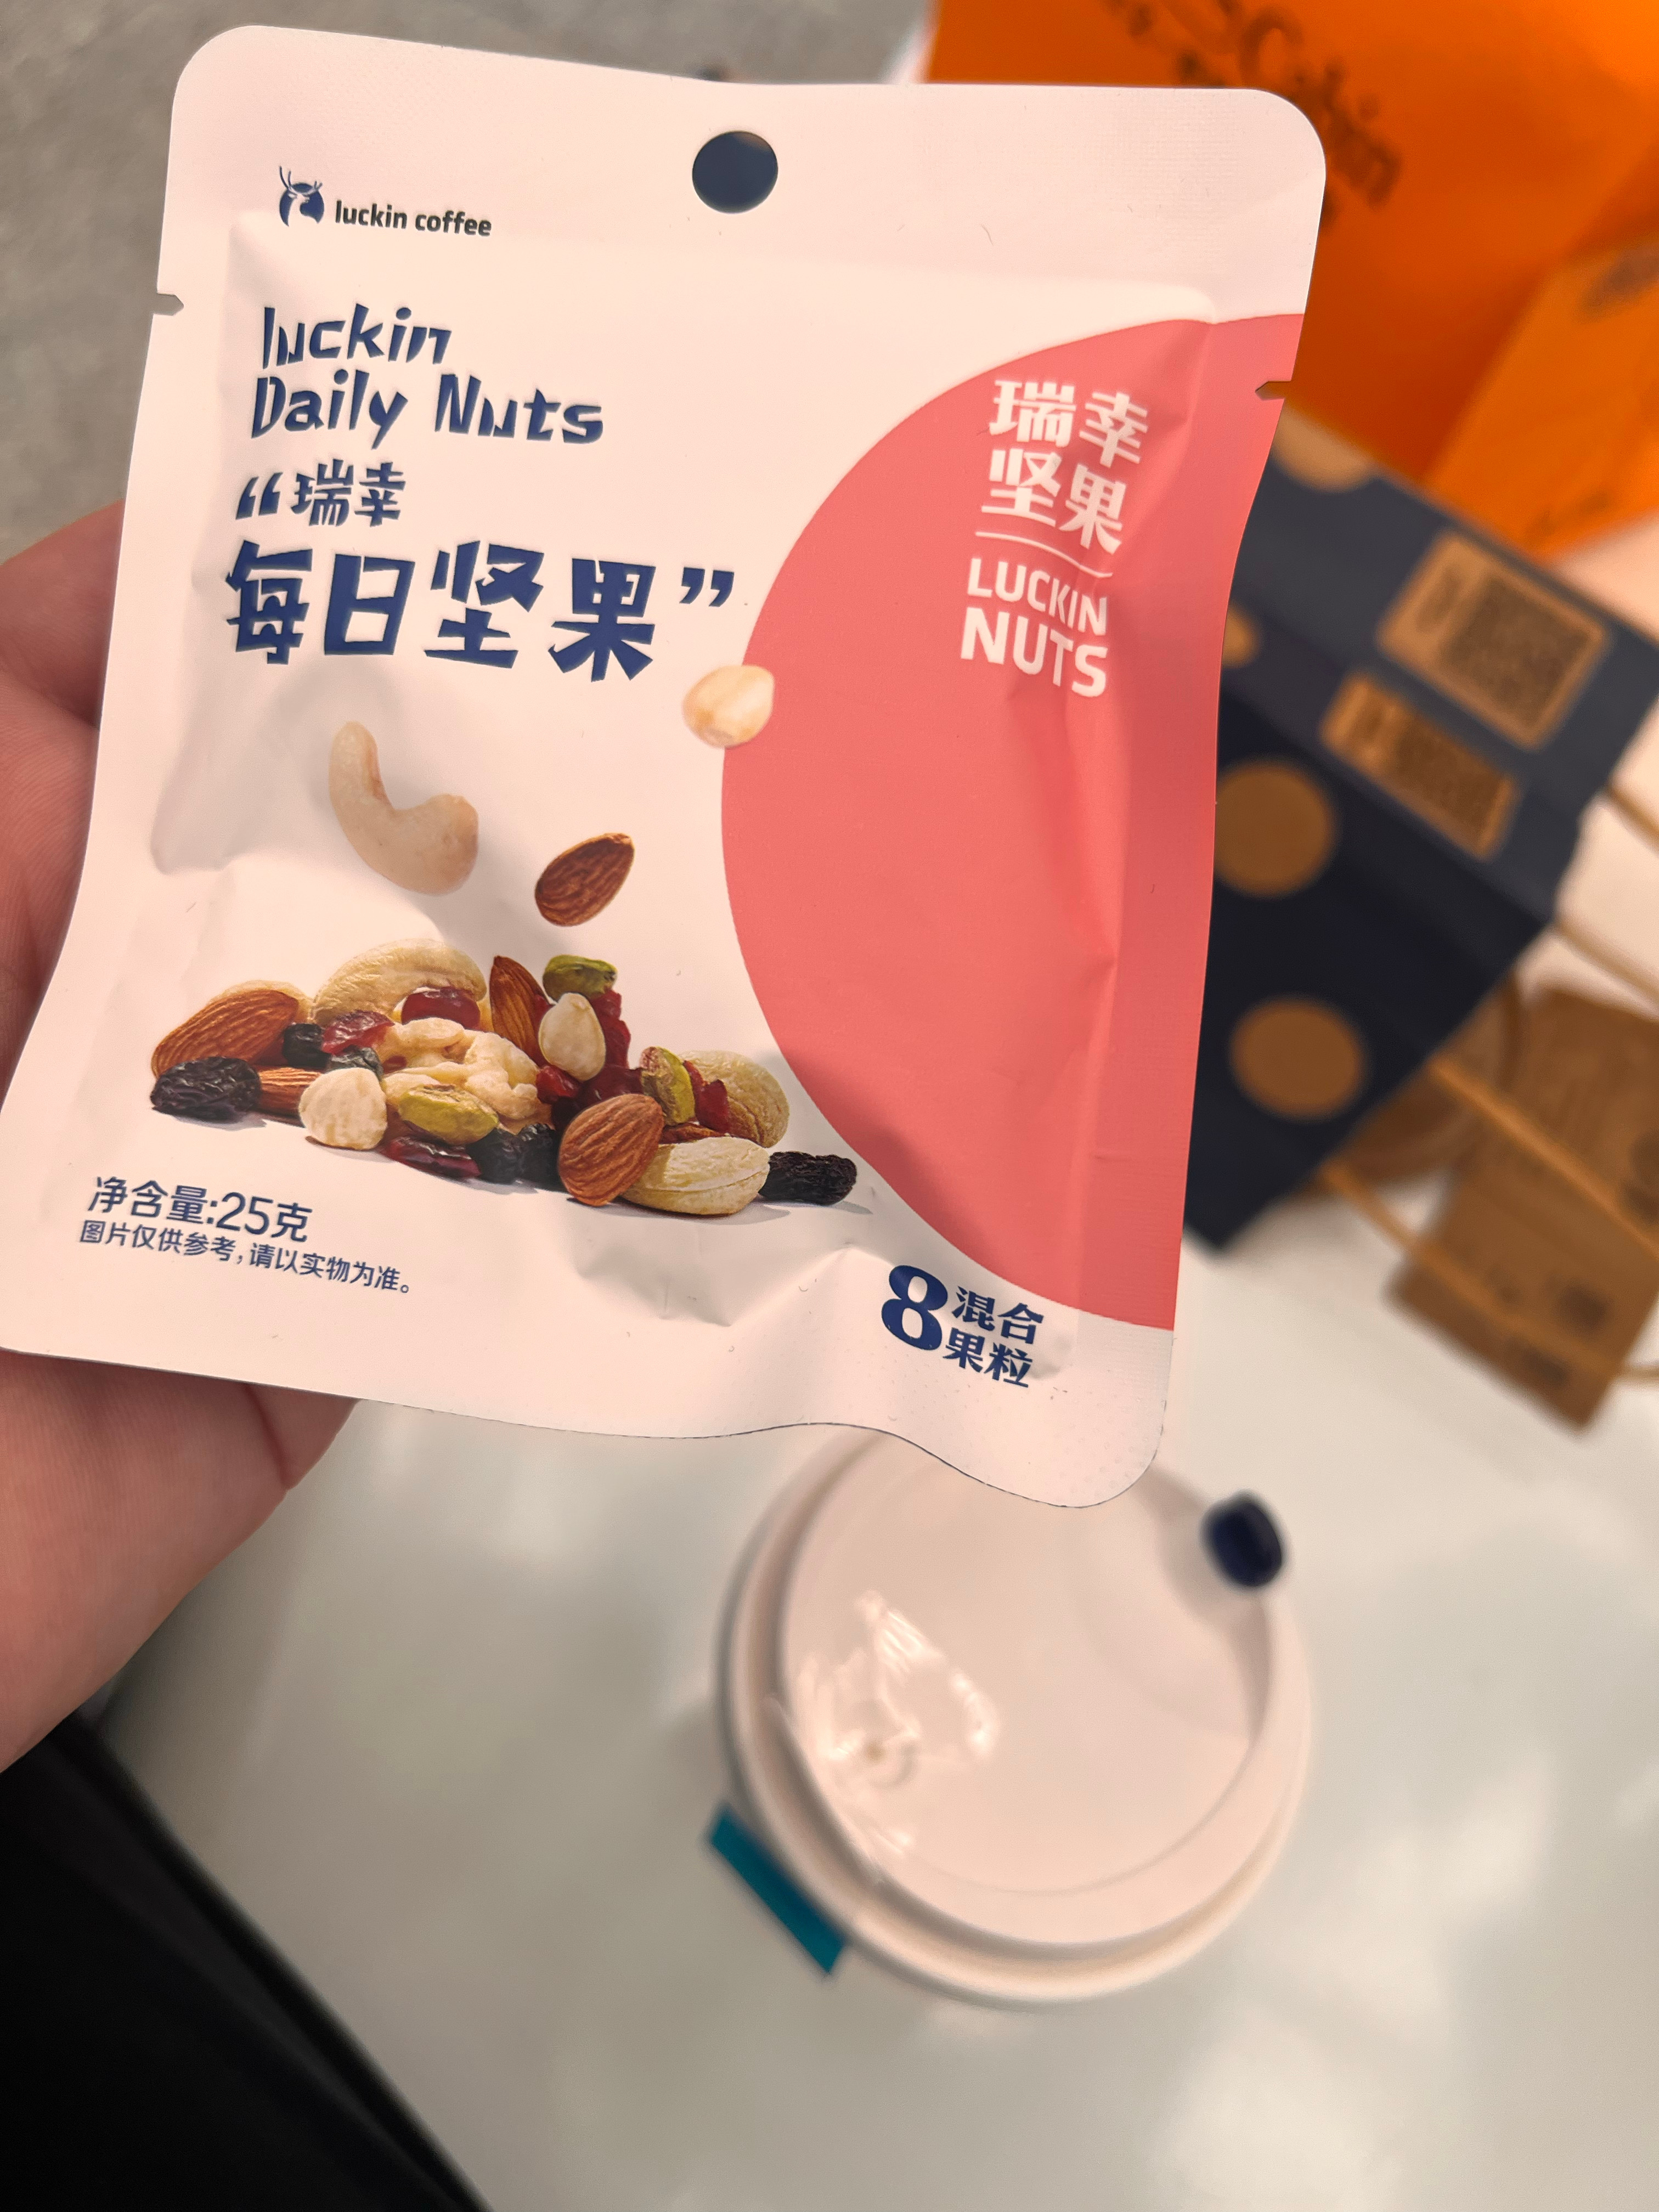 luckin coffee
luckin
Daily Nuts
“瑞幸
每日坚果”
瑞幸
坚果
LUCKIN
NUTS
净含量:25克
图片仅供参考,请以实物为准。
8混合
果粒